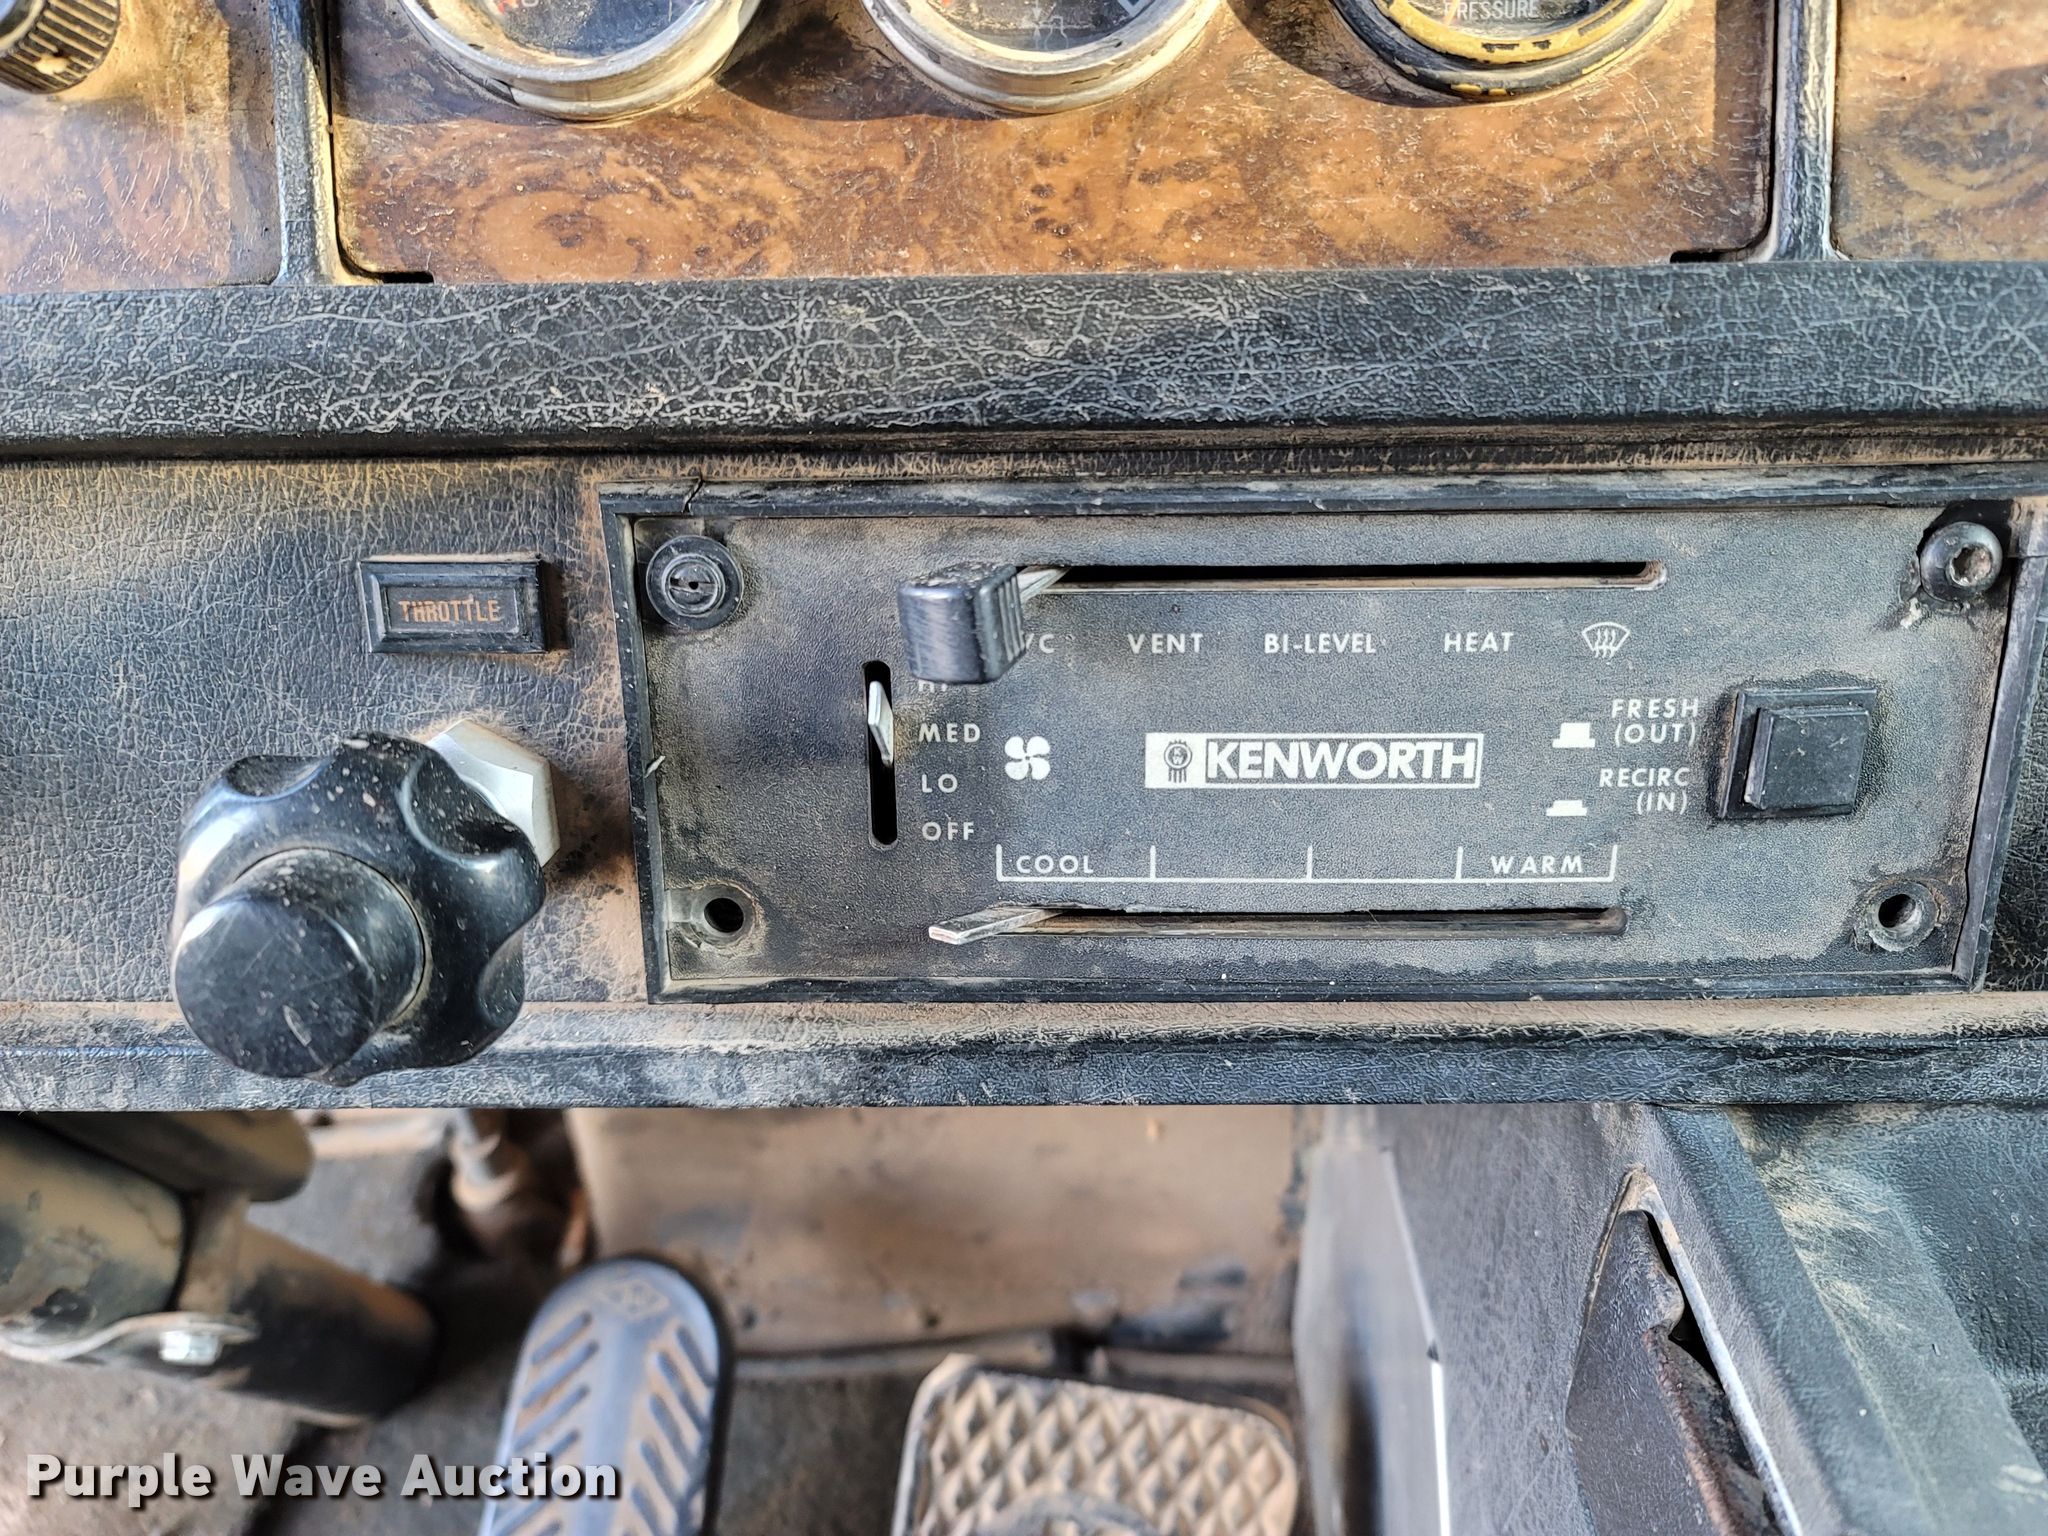 PRESSURE
THROTTLE
VENT BI-LEVEL HEAT
MED
LO
OFF
KENWORTH
FRESH
(OUT)
RECIRC
(IN)
COOL WARM
Purple Wave Auction